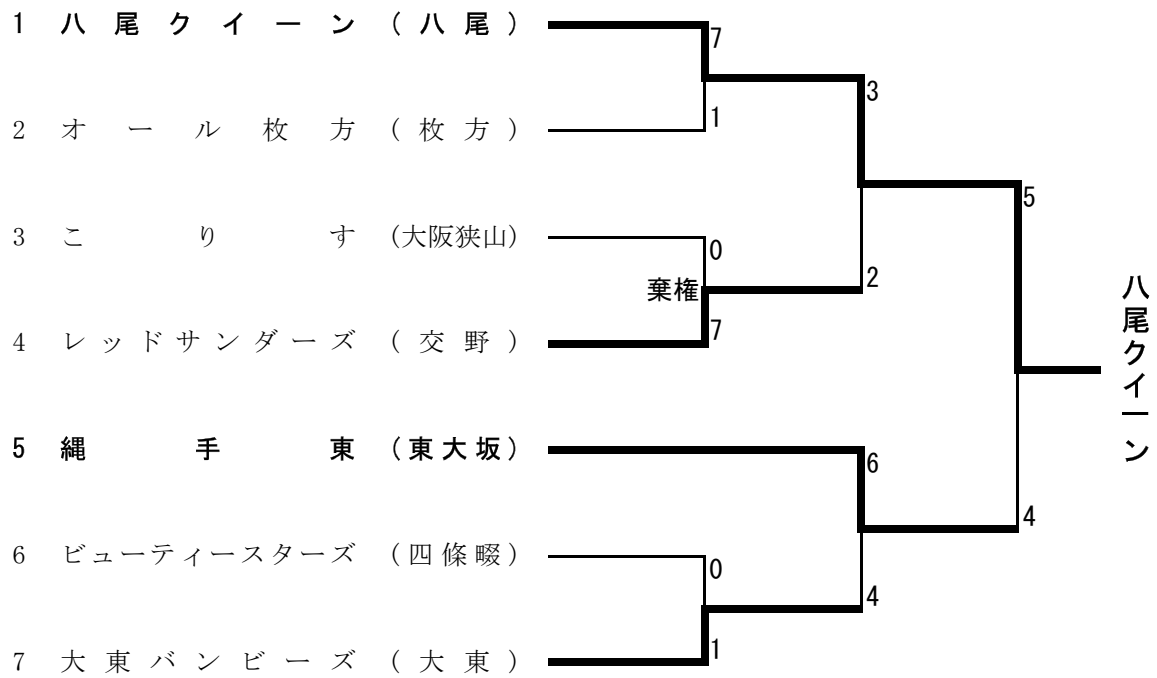 1 八尾クイーン (八尾)
7
3
1
2 オール枚方 (枚方)
5
3 こりす (大阪狭山)
0
2
棄権
7
4 レッドサンダーズ (交野)
八尾クイーン
5 縄手東 (東大坂)
6
4
6 ビューティースターズ (四條畷)
0
4
1
7 大東バンビーズ (大東)